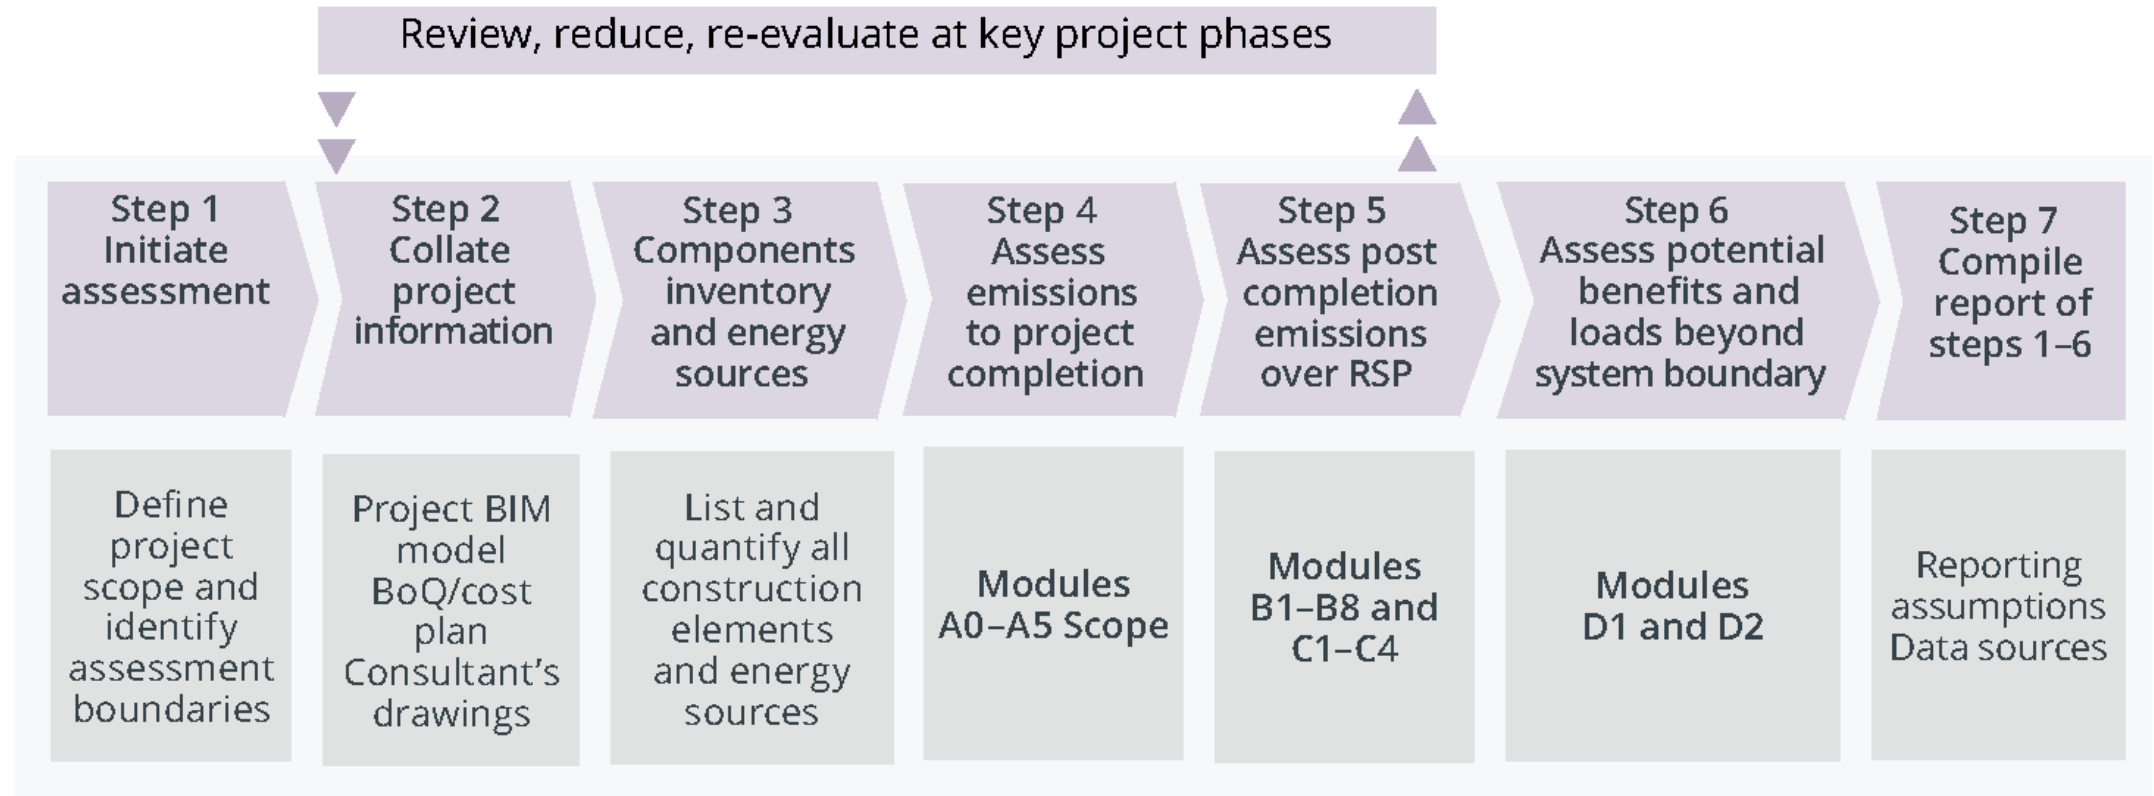 Review, reduce, re-evaluate at key project phases
Step 1
Initiate
assessment
Step 2
Collate
project
information
Step 3
Components
inventory
and energy
sources
Step 4
Assess
emissions
to project
completion
Step 5
Assess post
completion
emissions
over RSP
Step 6
Assess potential
benefits and
loads beyond
system boundary
Step 7
Compile
report of
steps 1–6
Define
project
scope and
identify
assessment
boundaries
Project BIM
model
BoQ/cost
plan
Consultant’s
drawings
List and
quantify all
construction
elements
and energy
sources
Modules
A0–A5 Scope
Modules
B1–B8 and
C1–C4
Modules
D1 and D2
Reporting
assumptions
Data sources